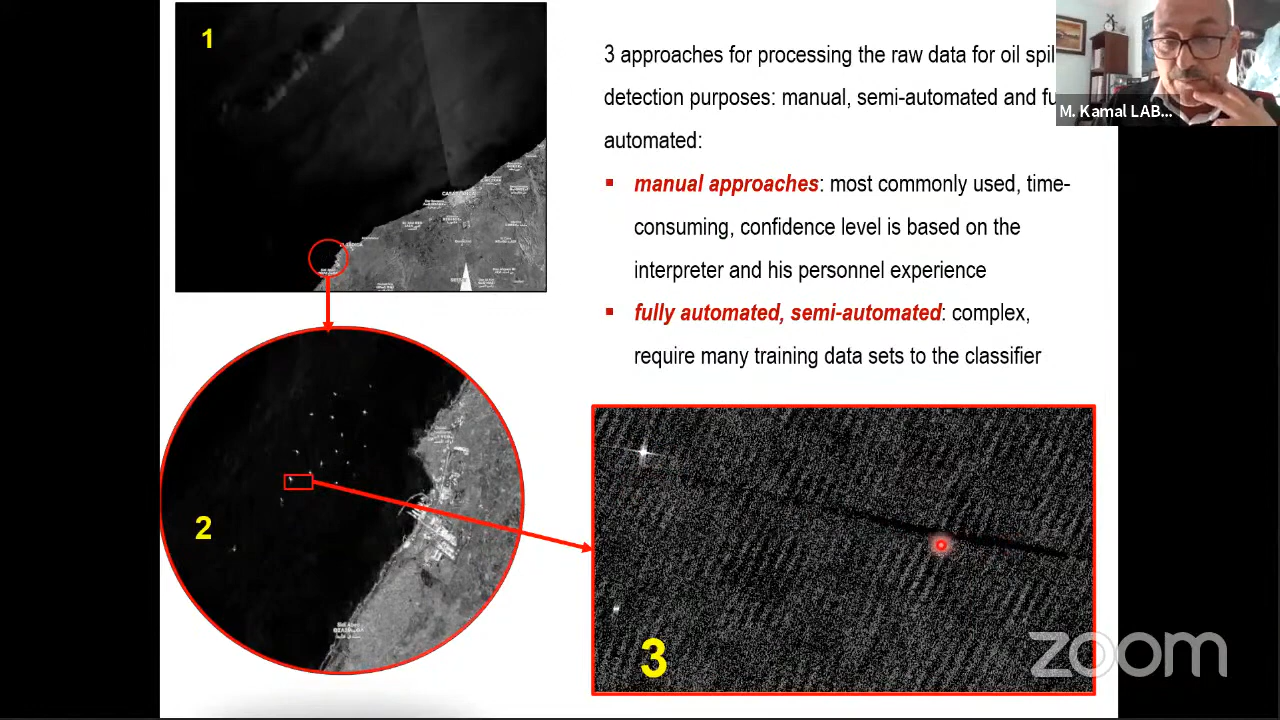 1
3 approaches for processing the raw data for oil spil
detection purposes: manual, semi-automated and fu
automated:
M. Kamal LAB...
▪ manual approaches: most commonly used, time-
consuming, confidence level is based on the
interpreter and his personnel experience
▪ fully automated, semi-automated: complex,
require many training data sets to the classifier
2
3
zoom